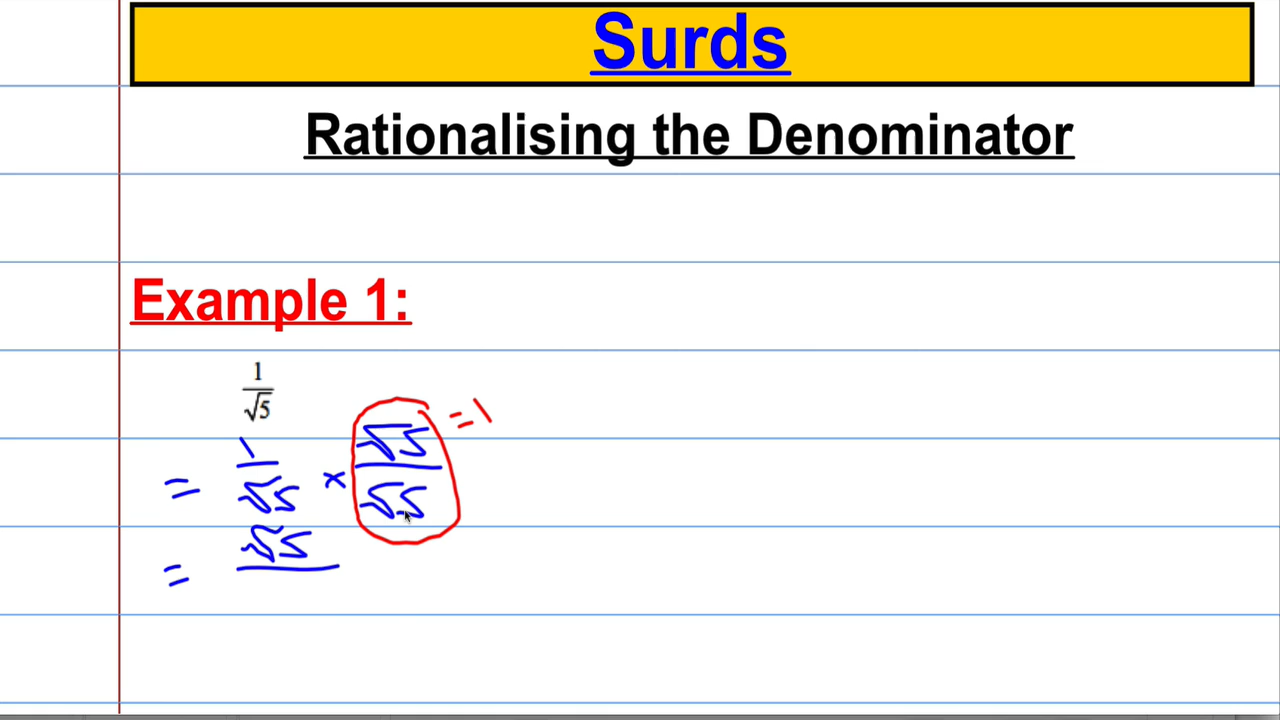 Surds
Rationalising the Denominator
Example 1:
1
√5
= 1/√5 × √5/√5 =1
= √5